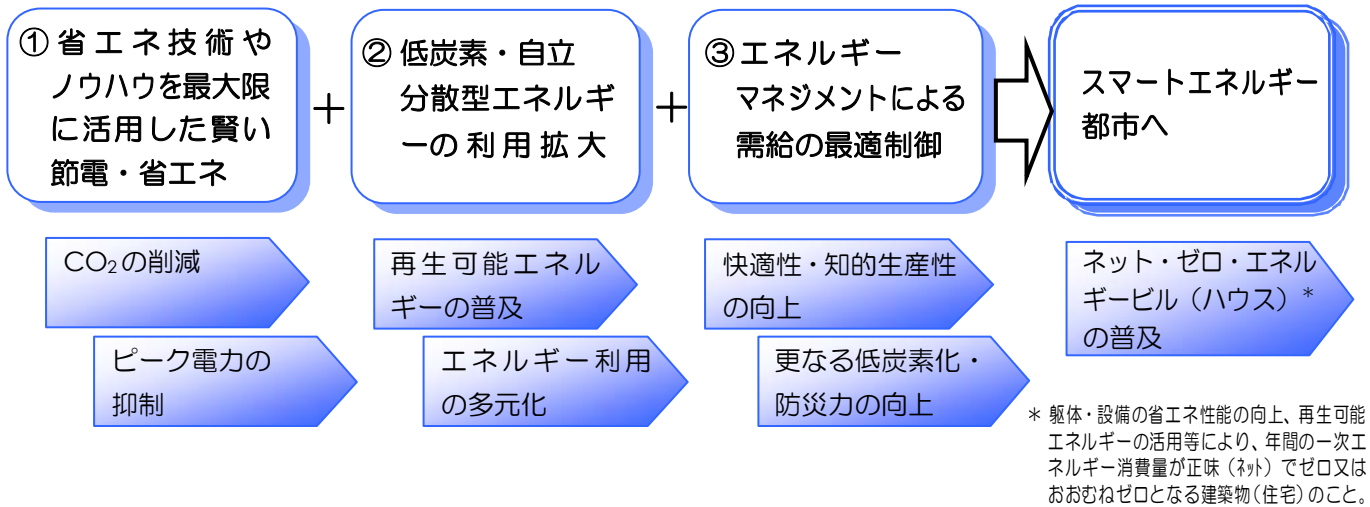 ① 省エネ技術や
ノウハウを最大限
に活用した賢い
節電・省エネ
＋
② 低炭素・自立
分散型エネルギ
ーの利用拡大
＋
③ エネルギー
マネジメントによる
需給の最適制御
スマートエネルギー
都市へ
CO₂の削減
ピーク電力の
抑制
再生可能エネル
ギーの普及
エネルギー利用
の多元化
快適性・知的生産性
の向上
更なる低炭素化・
防災力の向上
ネット・ゼロ・エネル
ギービル（ハウス）＊
の普及
＊ 躯体・設備の省エネ性能の向上、再生可能
エネルギーの活用等により、年間の一次エ
ネルギー消費量が正味（ﾈｯﾄ）でゼロ又は
おおむねゼロとなる建築物（住宅）のこと。